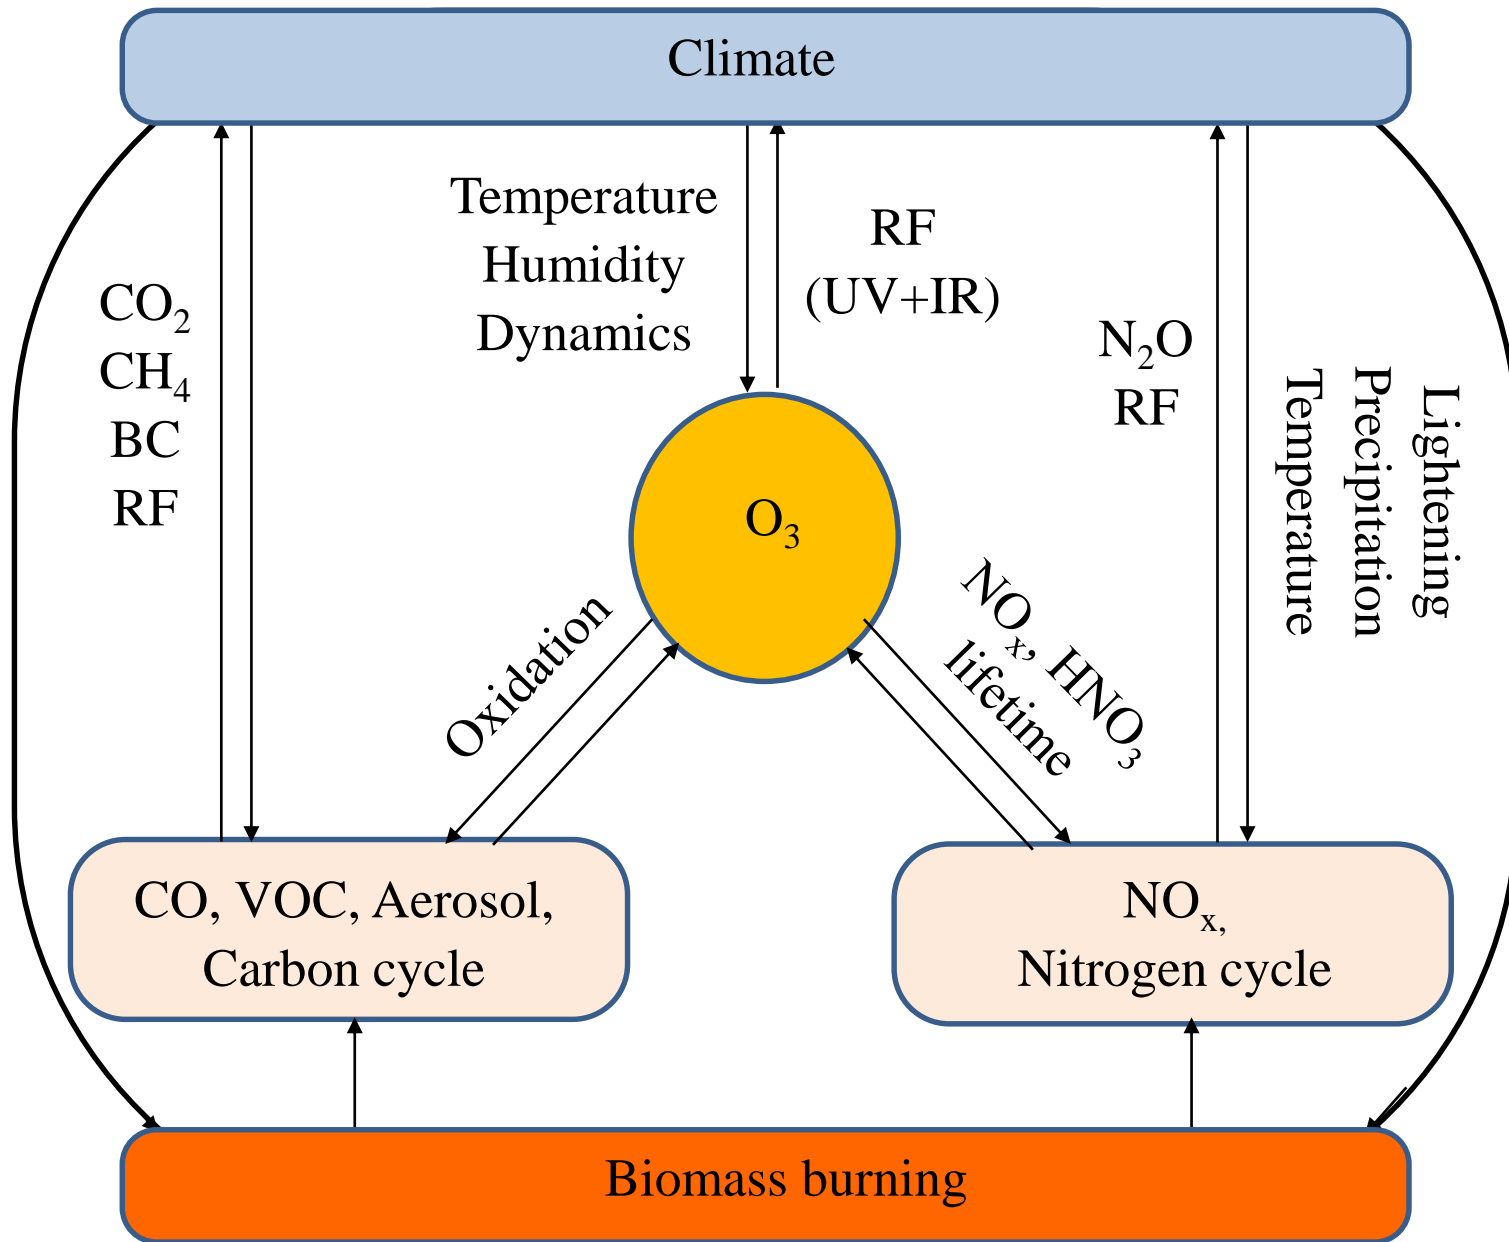 Climate
Temperature
Humidity
Dynamics
RF
(UV+IR)
CO₂
CH₄
BC
RF
N₂O
RF
Lightening
Precipitation
Temperature
O₃
Oxidation
NOₓ, HNO₃
lifetime
CO, VOC, Aerosol,
Carbon cycle
NOₓ,
Nitrogen cycle
Biomass burning